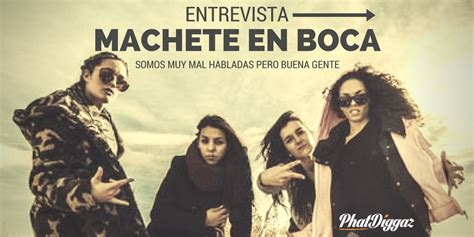 ENTREVISTA
MACHETE EN BOCA
SOMOS MUY MAL HABLADAS PERO BUENA GENTE
PhatDiggaz